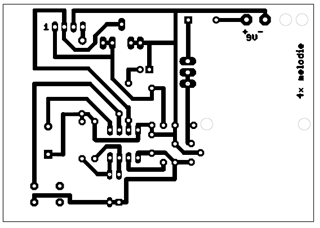 1
+ 9V -
4x melodie